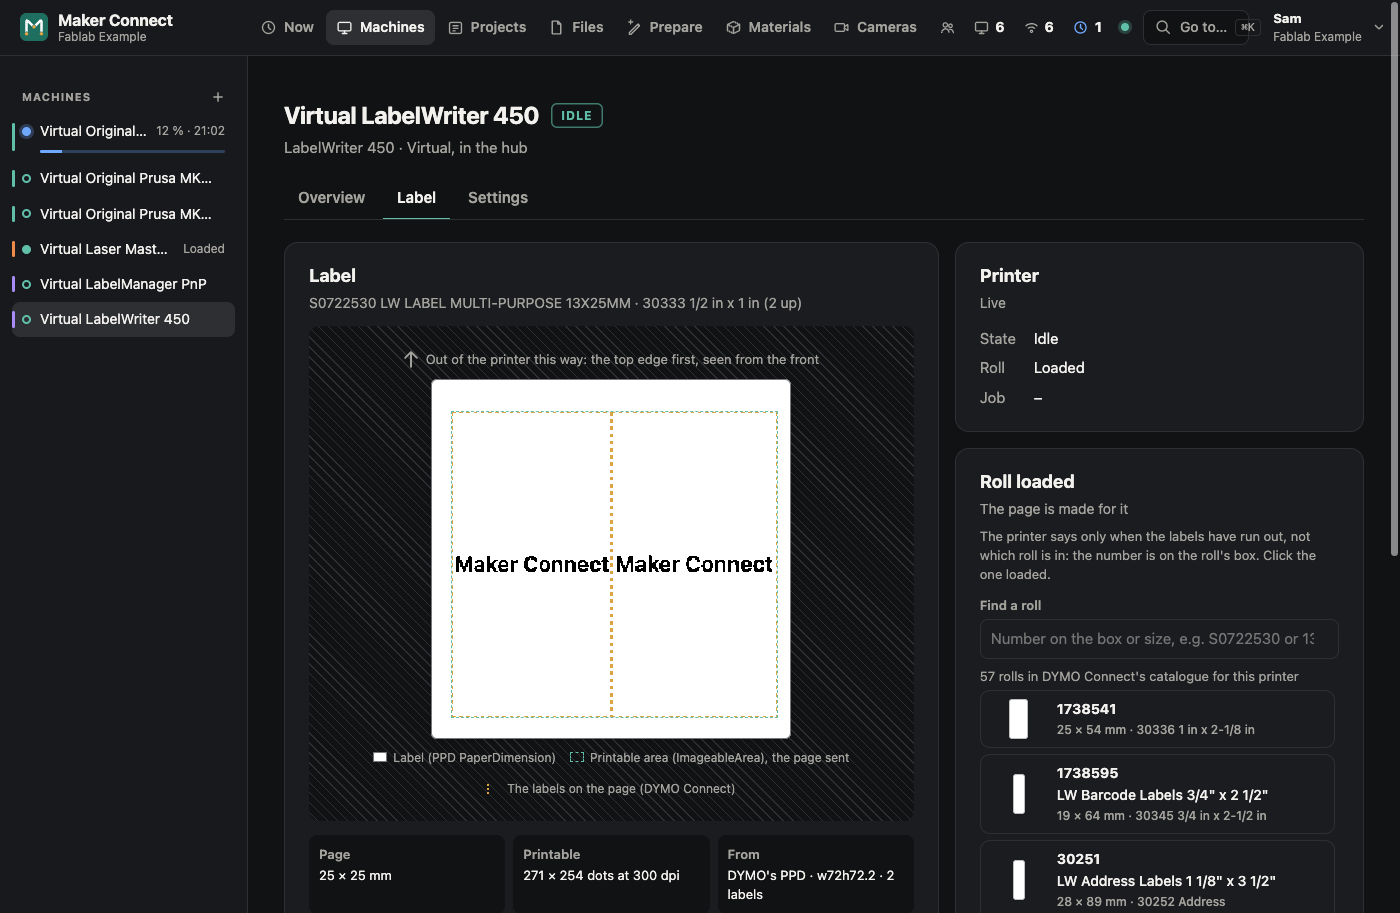 Maker Connect
Fablab Example
Now
Machines
Projects
Files
Prepare
Materials
Cameras
6
6
1
Go to...
⌘K
Sam
Fablab Example
MACHINES
+
Virtual Original... 12 % · 21:02
Virtual Original Prusa MK...
Virtual Original Prusa MK...
Virtual Laser Mast... Loaded
Virtual LabelManager PnP
Virtual LabelWriter 450
Virtual LabelWriter 450 IDLE
LabelWriter 450 · Virtual, in the hub
Overview
Label
Settings
Label
S0722530 LW LABEL MULTI-PURPOSE 13X25MM · 30333 1/2 in x 1 in (2 up)
Out of the printer this way: the top edge first, seen from the front
Maker Connect Maker Connect
Label (PPD PaperDimension) Printable area (ImageableArea), the page sent
The labels on the page (DYMO Connect)
Page
25 × 25 mm
Printable
271 × 254 dots at 300 dpi
From
DYMO's PPD · w72h72.2 · 2
labels
Printer
Live
State Idle
Roll Loaded
Job –
Roll loaded
The page is made for it
The printer says only when the labels have run out, not
which roll is in: the number is on the roll's box. Click the
one loaded.
Find a roll
Number on the box or size, e.g. S0722530 or 13
57 rolls in DYMO Connect's catalogue for this printer
1738541
25 × 54 mm · 30336 1 in x 2-1/8 in
1738595
LW Barcode Labels 3/4" x 2 1/2"
19 × 64 mm · 30345 3/4 in x 2-1/2 in
30251
LW Address Labels 1 1/8" x 3 1/2"
28 × 89 mm · 30252 Address